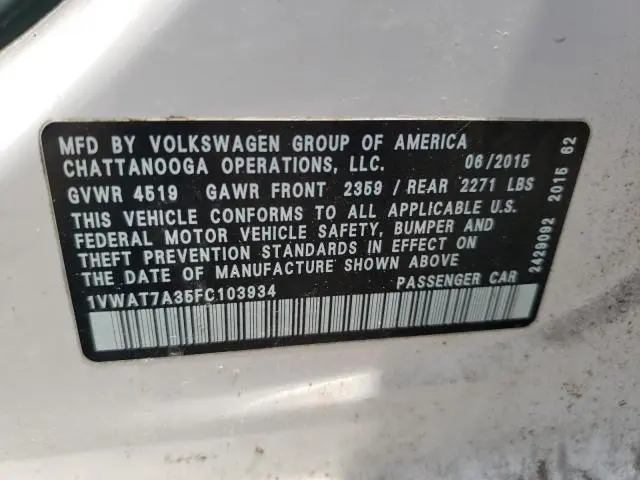 MFD BY VOLKSWAGEN GROUP OF AMERICA
CHATTANOOGA OPERATIONS, LLC. 06/2015
GVWR 4519 GAWR FRONT 2359 / REAR 2271 LBS
THIS VEHICLE CONFORMS TO ALL APPLICABLE U.S.
FEDERAL MOTOR VEHICLE SAFETY, BUMPER AND
THEFT PREVENTION STANDARDS IN EFFECT ON
THE DATE OF MANUFACTURE SHOWN ABOVE.
1VWAT7A35FC103934 PASSENGER CAR
2429092 2015 62